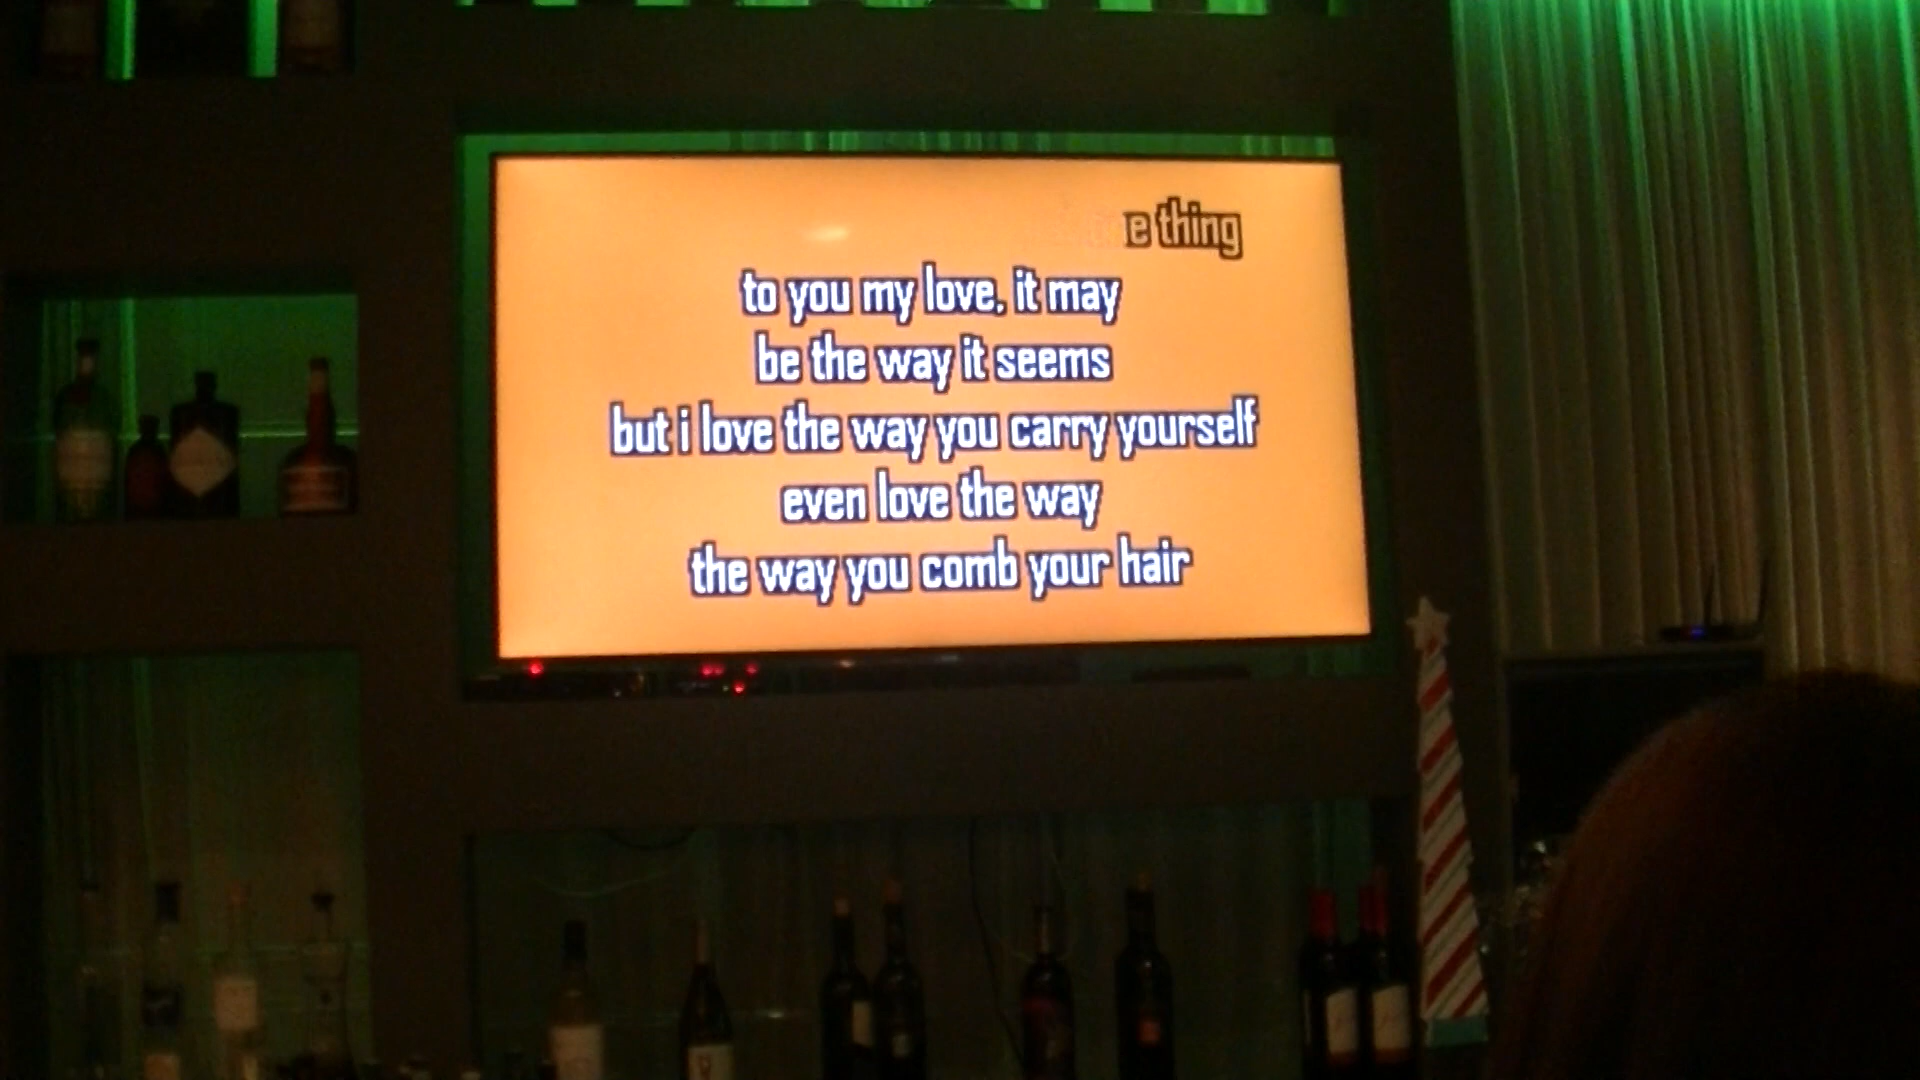 thing
to you my love, it may
be the way it seems
but i love the way you carry yourself
even love the way
the way you comb your hair